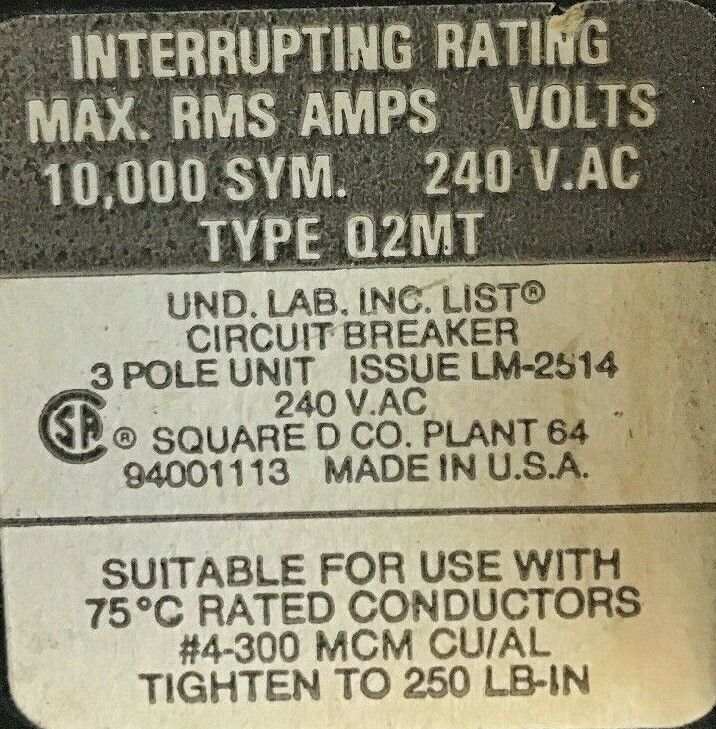 INTERRUPTING RATING
MAX. RMS AMPS VOLTS
10,000 SYM. 240 V.AC
TYPE Q2MT
UND. LAB. INC. LIST®
CIRCUIT BREAKER
3 POLE UNIT ISSUE LM-2514
240 V.AC
SA ® SQUARE D CO. PLANT 64
94001113 MADE IN U.S.A.
SUITABLE FOR USE WITH
75°C RATED CONDUCTORS
#4-300 MCM CU/AL
TIGHTEN TO 250 LB-IN